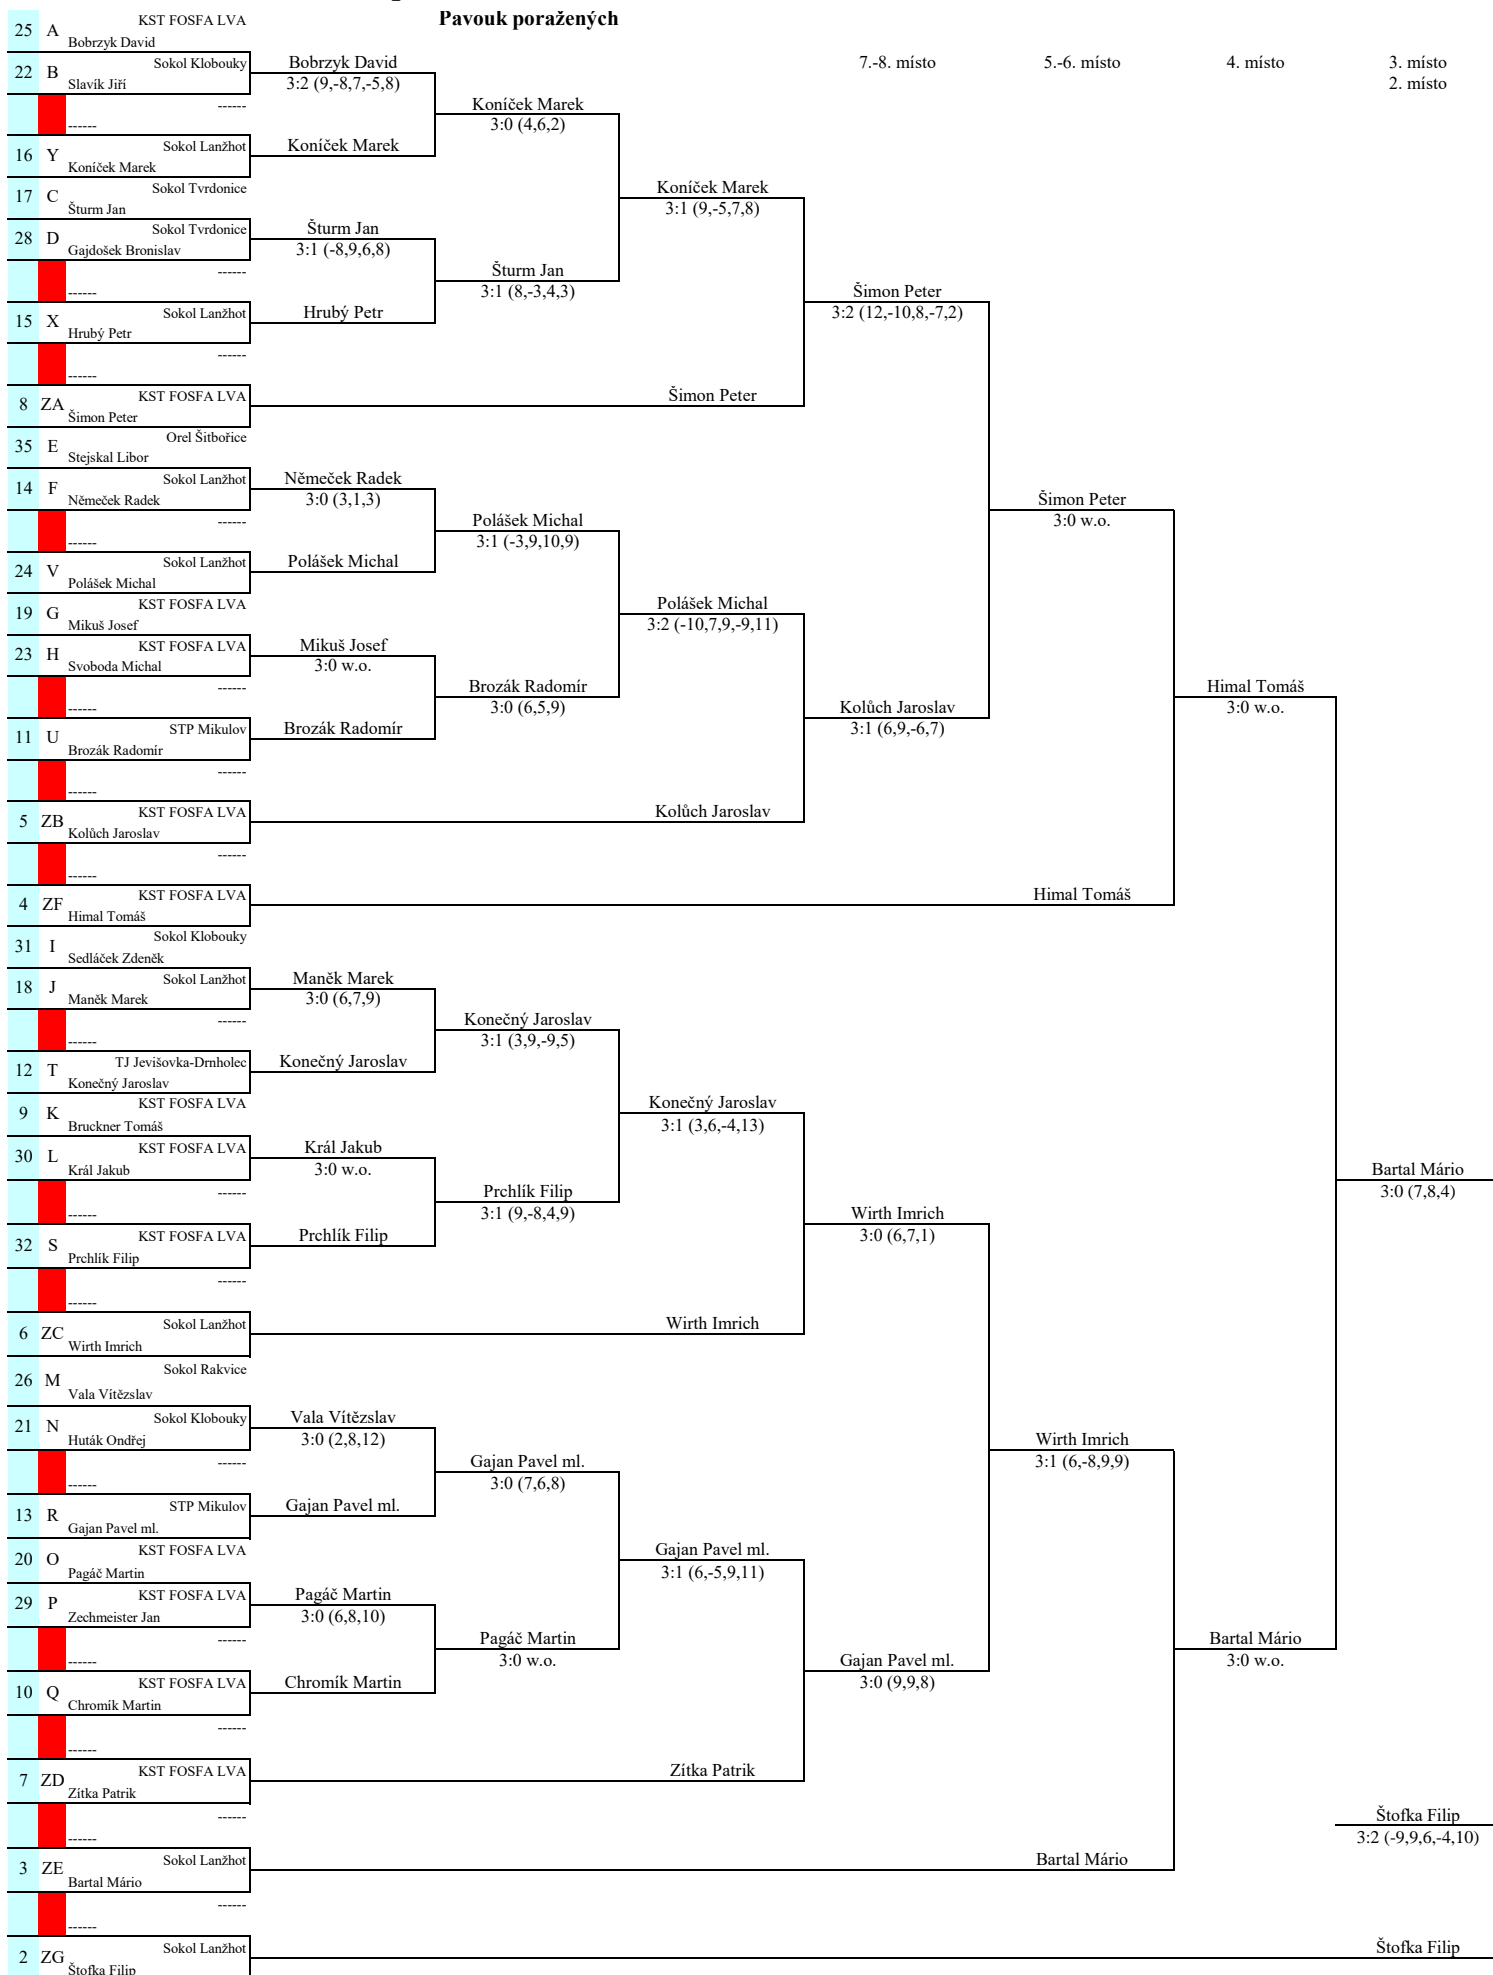 Pavouk poražených
7.-8. místo 5.-6. místo 4. místo 3. místo
2. místo
25 A KST FOSFA LVA
Bobrzyk David
22 B Sokol Klobouky
Slavík Jiří
Bobrzyk David
3:2 (9,-8,7,-5,8)
------
------
Koníček Marek
3:0 (4,6,2)
16 Y Sokol Lanžhot
Koníček Marek
Koníček Marek
17 C Sokol Tvrdonice
Šturm Jan
Koníček Marek
3:1 (9,-5,7,8)
28 D Sokol Tvrdonice
Gajdošek Bronislav
Šturm Jan
3:1 (-8,9,6,8)
------
------
Šturm Jan
3:1 (8,-3,4,3)
15 X Sokol Lanžhot
Hrubý Petr
Hrubý Petr
Šimon Peter
3:2 (12,-10,8,-7,2)
------
------
8 ZA KST FOSFA LVA
Šimon Peter
Šimon Peter
35 E Orel Šitbořice
Stejskal Libor
14 F Sokol Lanžhot
Němeček Radek
Němeček Radek
3:0 (3,1,3)
Šimon Peter
3:0 w.o.
------
------
Polášek Michal
3:1 (-3,9,10,9)
24 V Sokol Lanžhot
Polášek Michal
Polášek Michal
19 G KST FOSFA LVA
Mikuš Josef
Polášek Michal
3:2 (-10,7,9,-9,11)
23 H KST FOSFA LVA
Svoboda Michal
Mikuš Josef
3:0 w.o.
------
------
Brozák Radomír
3:0 (6,5,9)
Himal Tomáš
3:0 w.o.
11 U STP Mikulov
Brozák Radomír
Brozák Radomír
Kolůch Jaroslav
3:1 (6,9,-6,7)
------
------
5 ZB KST FOSFA LVA
Kolůch Jaroslav
Kolůch Jaroslav
------
------
4 ZF KST FOSFA LVA
Himal Tomáš
Himal Tomáš
31 I Sokol Klobouky
Sedláček Zdeněk
18 J Sokol Lanžhot
Maněk Marek
Maněk Marek
3:0 (6,7,9)
------
------
Konečný Jaroslav
3:1 (3,9,-9,5)
12 T TJ Jevišovka-Drnholec
Konečný Jaroslav
Konečný Jaroslav
9 K KST FOSFA LVA
Bruckner Tomáš
Konečný Jaroslav
3:1 (3,6,-4,13)
30 L KST FOSFA LVA
Král Jakub
Král Jakub
3:0 w.o.
Bartal Mário
3:0 (7,8,4)
------
------
Prchlík Filip
3:1 (9,-8,4,9)
32 S KST FOSFA LVA
Prchlík Filip
Prchlík Filip
Wirth Imrich
3:0 (6,7,1)
------
------
6 ZC Sokol Lanžhot
Wirth Imrich
Wirth Imrich
26 M Sokol Rakvice
Vala Vítězslav
21 N Sokol Klobouky
Huták Ondřej
Vala Vítězslav
3:0 (2,8,12)
Wirth Imrich
3:1 (6,-8,9,9)
------
------
Gajan Pavel ml.
3:0 (7,6,8)
13 R STP Mikulov
Gajan Pavel ml.
Gajan Pavel ml.
20 O KST FOSFA LVA
Pagáč Martin
Gajan Pavel ml.
3:1 (6,-5,9,11)
29 P KST FOSFA LVA
Zechmeister Jan
Pagáč Martin
3:0 (6,8,10)
------
------
Pagáč Martin
3:0 w.o.
Bartal Mário
3:0 w.o.
10 Q KST FOSFA LVA
Chromík Martin
Chromík Martin
Gajan Pavel ml.
3:0 (9,9,8)
------
------
7 ZD KST FOSFA LVA
Zítka Patrik
Zítka Patrik
------
------
Štofka Filip
3:2 (-9,9,6,-4,10)
3 ZE Sokol Lanžhot
Bartal Mário
Bartal Mário
------
------
2 ZG Sokol Lanžhot
Štofka Filip
Štofka Filip